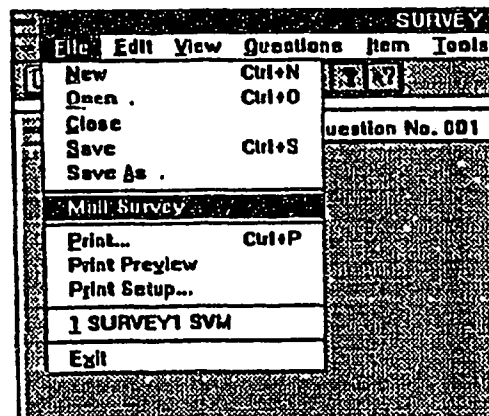 SURVEY
File Edit View Questions Item Tools
New Ctrl+N
Open . Ctrl+O
Close
Save Ctrl+S
Save As .
Mail Survey
Print... Ctrl+P
Print Preview
Print Setup...
1 SURVEY1 SVM
Exit
uestion No. 001